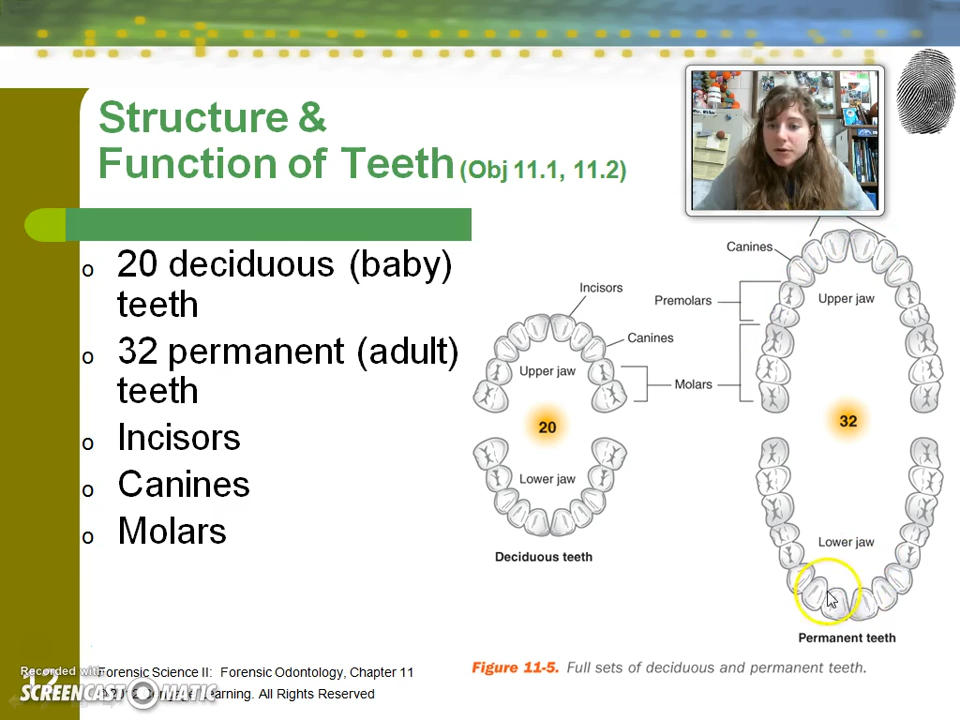 Structure &
Function of Teeth (Obj 11.1, 11.2)
o 20 deciduous (baby)
teeth
o 32 permanent (adult)
teeth
o Incisors
o Canines
o Molars
Incisors
Canines
Upper jaw
20
Lower jaw
Deciduous teeth
Canines
Premolars
Molars
Upper jaw
32
Lower jaw
Permanent teeth
Figure 11-5. Full sets of deciduous and permanent teeth.
Forensic Science II: Forensic Odontology, Chapter 11
Learning. All Rights Reserved
12
Recorded with
SCREENCAST MATIC